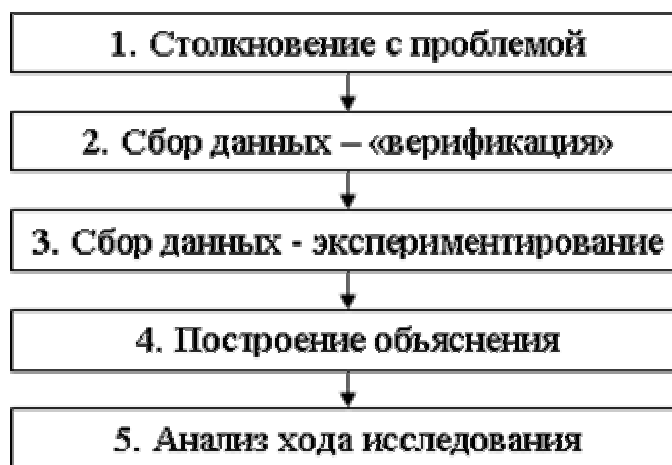 1. Столкновение с проблемой
2. Сбор данных – «верификация»
3. Сбор данных - экспериментирование
4. Построение объяснения
5. Анализ хода исследования